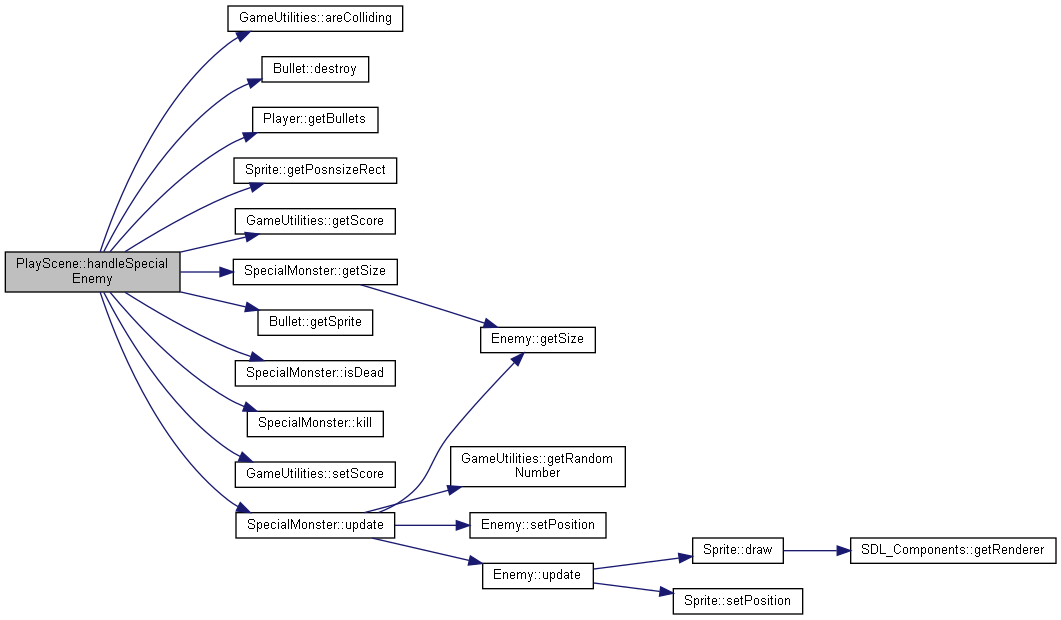 GameUtilities::areColliding
Bullet::destroy
Player::getBullets
Sprite::getPosnsizeRect
GameUtilities::getScore
PlayScene::handleSpecial
Enemy
SpecialMonster::getSize
Bullet::getSprite
Enemy::getSize
SpecialMonster::isDead
SpecialMonster::kill
GameUtilities::getRandom
Number
GameUtilities::setScore
SpecialMonster::update
Enemy::setPosition
Sprite::draw
SDL_Components::getRenderer
Enemy::update
Sprite::setPosition